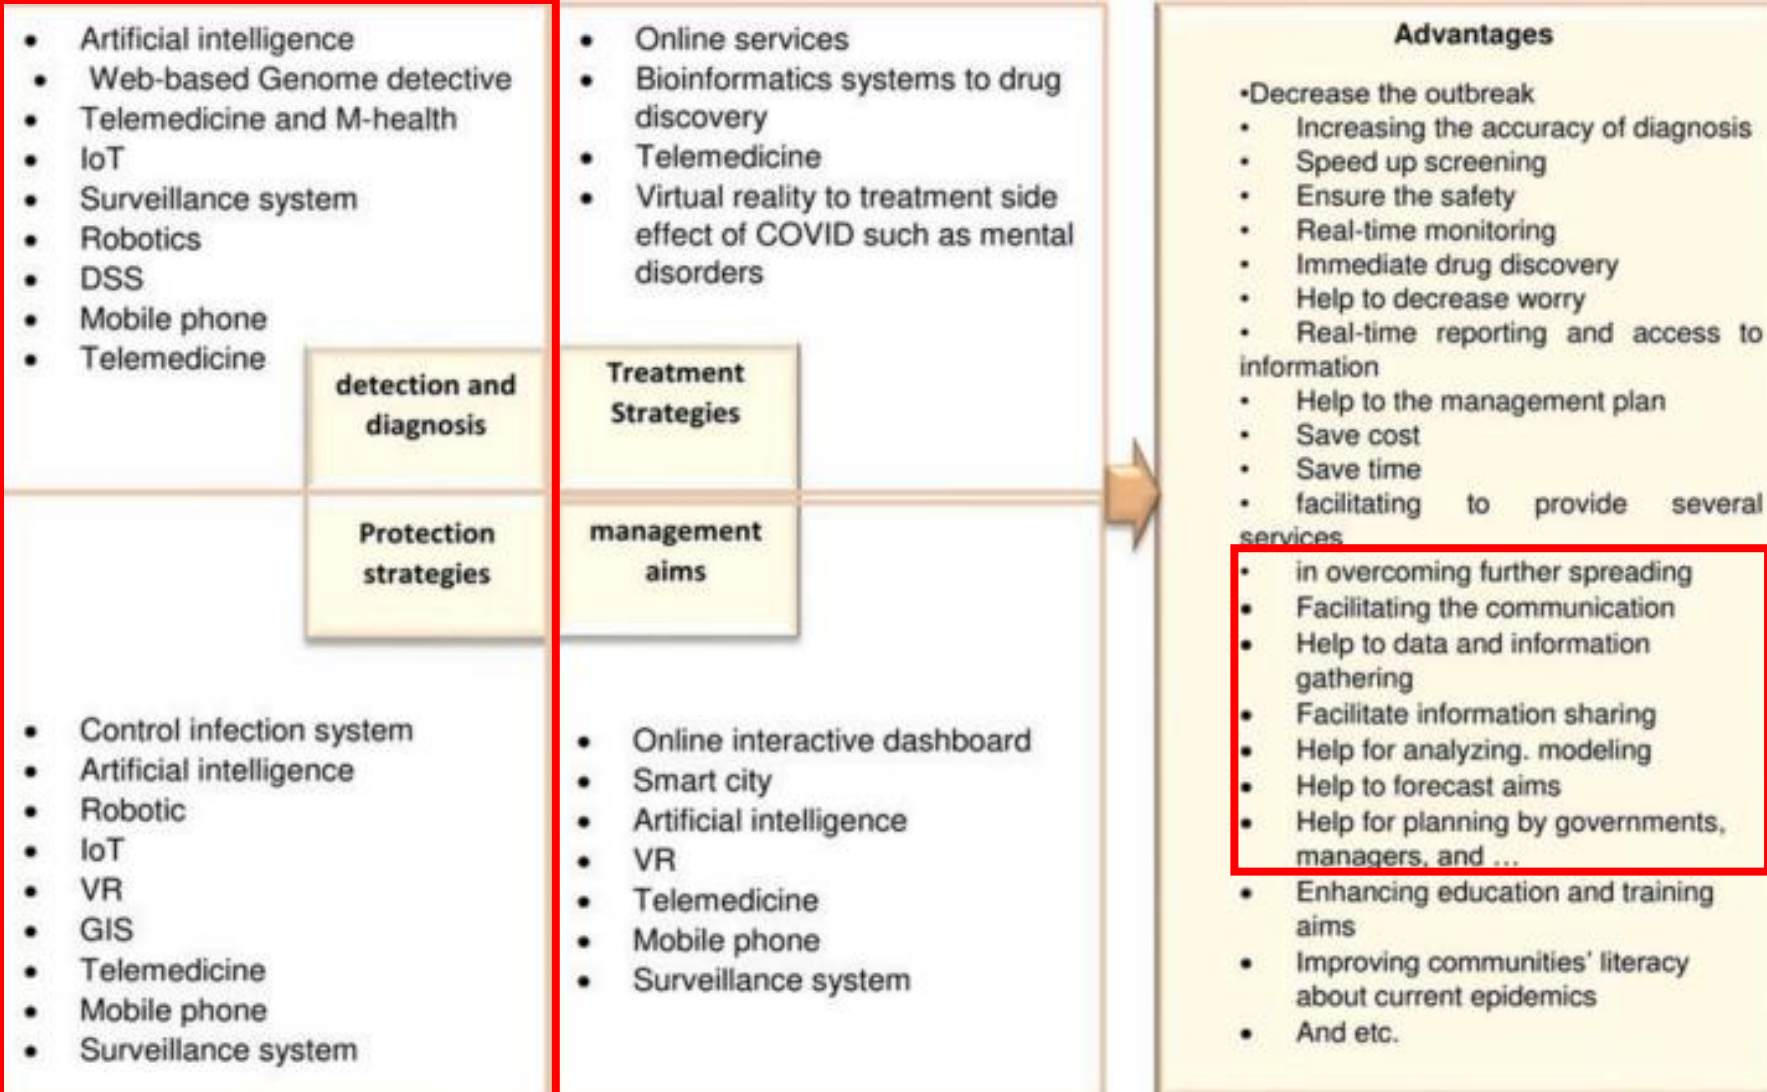 • Artificial intelligence
• Web-based Genome detective
• Telemedicine and M-health
• IoT
• Surveillance system
• Robotics
• DSS
• Mobile phone
• Telemedicine
detection and
diagnosis
• Online services
• Bioinformatics systems to drug
discovery
• Telemedicine
• Virtual reality to treatment side
effect of COVID such as mental
disorders
Treatment
Strategies
Protection
strategies
• Control infection system
• Artificial intelligence
• Robotic
• IoT
• VR
• GIS
• Telemedicine
• Mobile phone
• Surveillance system
management
aims
• Online interactive dashboard
• Smart city
• Artificial intelligence
• VR
• Telemedicine
• Mobile phone
• Surveillance system
Advantages
•Decrease the outbreak
• Increasing the accuracy of diagnosis
• Speed up screening
• Ensure the safety
• Real-time monitoring
• Immediate drug discovery
• Help to decrease worry
• Real-time reporting and access to
information
• Help to the management plan
• Save cost
• Save time
• facilitating to provide several
services
• in overcoming further spreading
• Facilitating the communication
• Help to data and information
gathering
• Facilitate information sharing
• Help for analyzing. modeling
• Help to forecast aims
• Help for planning by governments,
managers, and …
• Enhancing education and training
aims
• Improving communities' literacy
about current epidemics
• And etc.